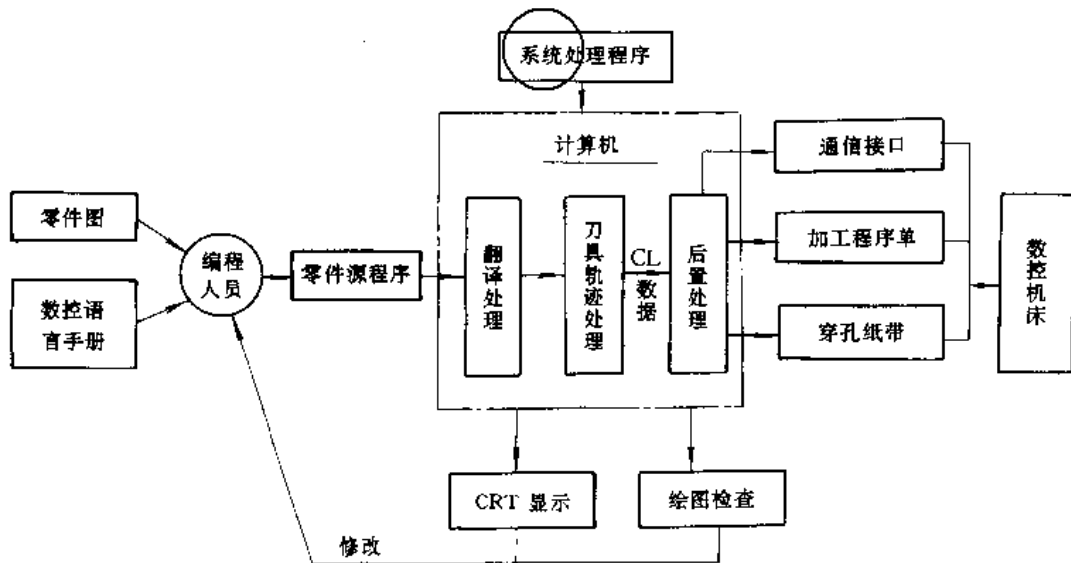 系统处理程序
计算机
通信接口
零件图
编程
人员
零件源程序
翻译处理
刀具轨迹处理
CL
数据
后置处理
加工程序单
数控机床
数控语
言手册
穿孔纸带
CRT 显示
绘图检查
修改